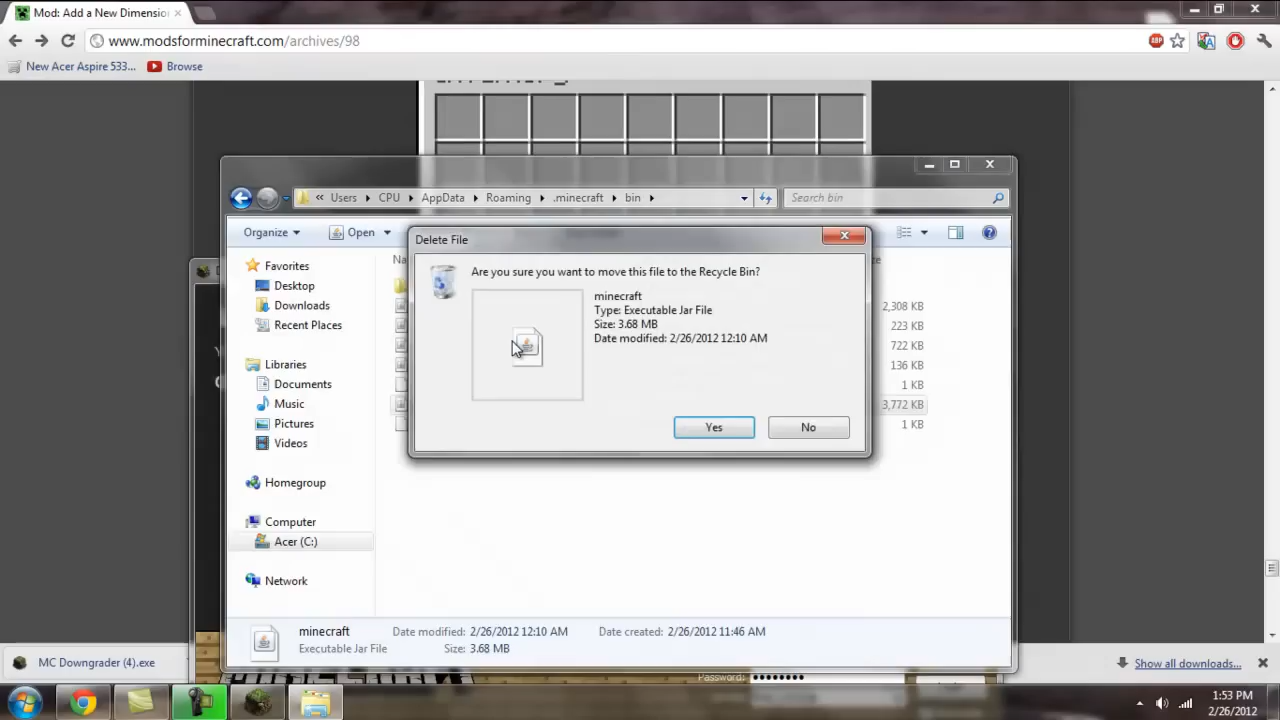 Mod: Add a New Dimension
www.modsforminecraft.com/archives/98
New Acer Aspire 533...
Browse
« Users CPU AppData Roaming .minecraft bin
Search bin
Organize
Open
Favorites
Desktop
Downloads
Recent Places
Libraries
Documents
Music
Pictures
Videos
Homegroup
Computer
Acer (C:)
Network
2,308 KB
223 KB
722 KB
136 KB
1 KB
3,772 KB
1 KB
Delete File
Are you sure you want to move this file to the Recycle Bin?
minecraft
Type: Executable Jar File
Size: 3.68 MB
Date modified: 2/26/2012 12:10 AM
Yes
No
minecraft
Date modified: 2/26/2012 12:10 AM
Date created: 2/26/2012 11:46 AM
Executable Jar File
Size: 3.68 MB
MC Downgrader (4).exe
Show all downloads...
Password:
1:53 PM
2/26/2012